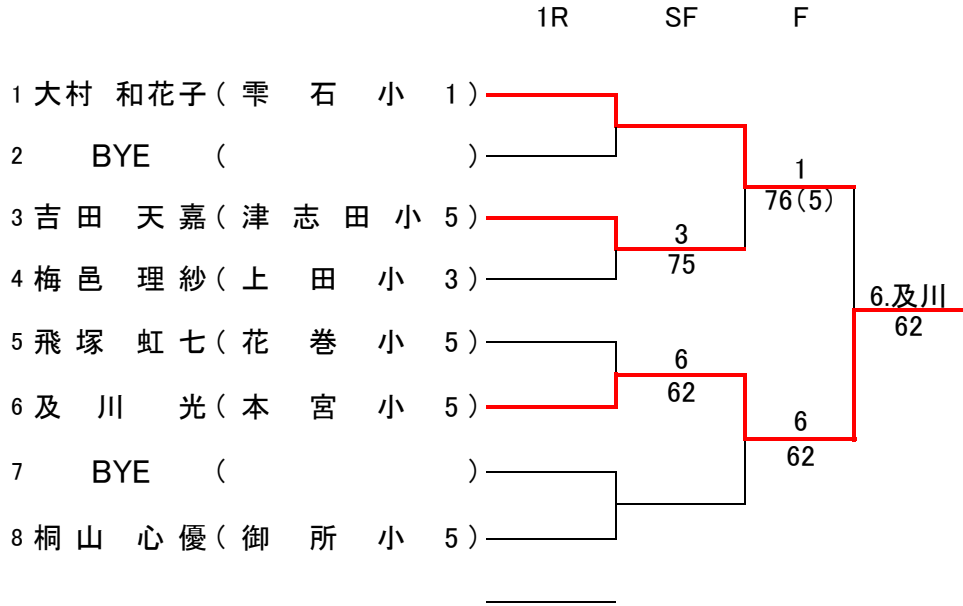 1R SF F
1 大村 和花子 ( 雫 石 小 1 )
2 BYE ( )
1
76(5)
3 吉 田 天 嘉 ( 津 志 田 小 5 )
3
75
4 梅 邑 理 紗 ( 上 田 小 3 )
6.及川
62
5 飛 塚 虹 七 ( 花 巻 小 5 )
6
62
6 及 川 光 ( 本 宮 小 5 )
6
62
7 BYE ( )
8 桐 山 心 優 ( 御 所 小 5 )